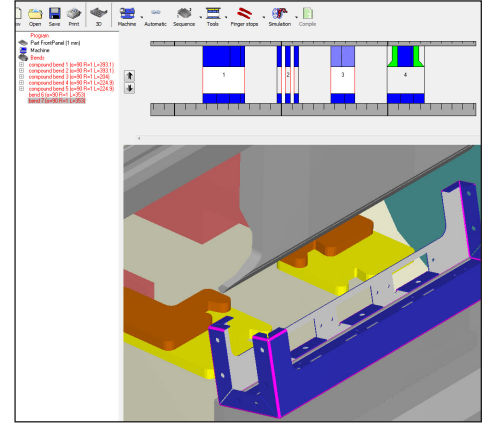 Open Save Print 3D Machine Automatic Sequence Tools Finger stops Simulation Compile
Program
Part FrontPanel (1 mm)
Machine
Bends
compound bend 1 (α=90 R=1 L=393.1)
compound bend 2 (α=90 R=1 L=393.1)
compound bend 3 (α=90 R=1 L=204)
compound bend 4 (α=90 R=1 L=224.9)
compound bend 5 (α=90 R=1 L=224.9)
bend 6 (α=90 R=1 L=353)
bend 7 (α=90 R=1 L=353)
1 2 3 4